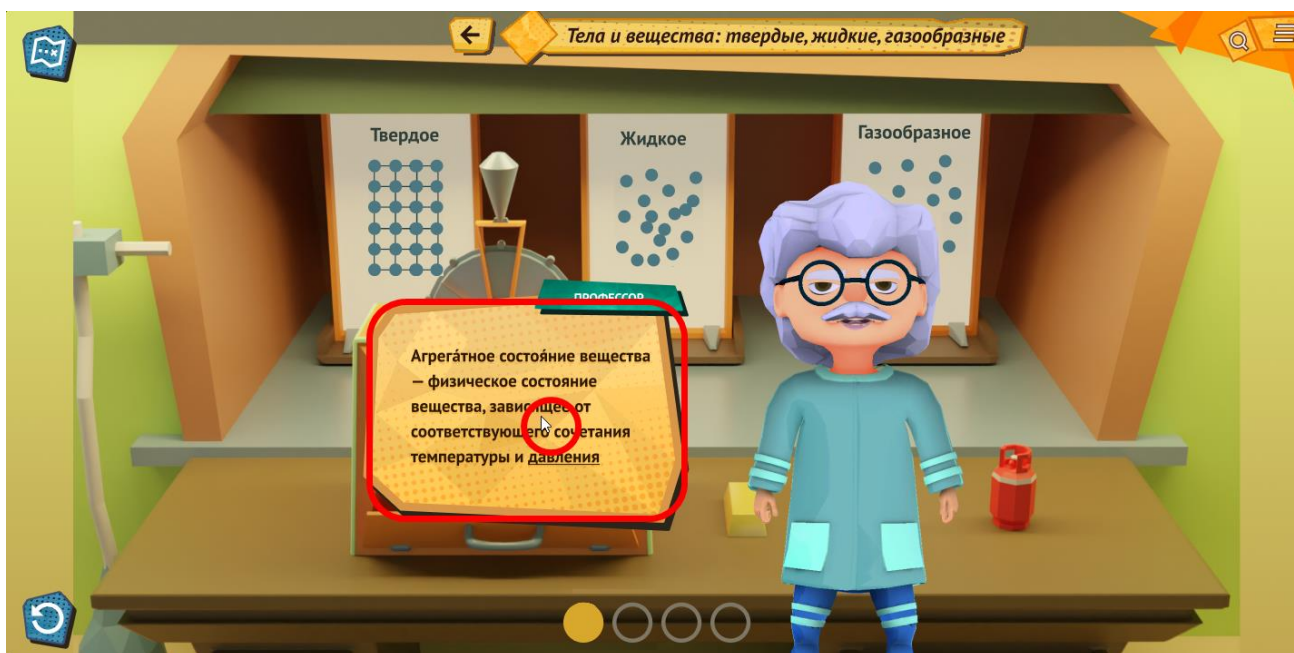 Тела и вещества: твердые, жидкие, газообразные
Твердое
Жидкое
Газообразное
ПРОФЕССОР
Агрега́тное состоя́ние вещества
— физическое состояние
вещества, зависящее от
соответствующего сочетания
температуры и давления